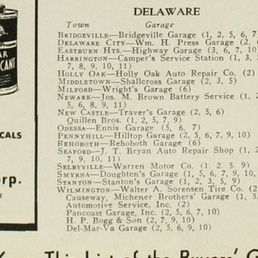 DELAWARE
Town Garage
BRIDGEVILLE—Bridgeville Garage (1, 2, 5, 6, 7
DELAWARE CITY—Wm. H. Press Garage (2, 6
EASTBURN HTS.—Highway Garage (3, 6, 7, 10
HARRINGTON—Camper's Service Station (1, 3,
7, 8, 9, 10, 11)
HOLLY OAK—Holly Oak Auto Repair Co. (2)
MIDDLETOWN—Shallcross Garage (2, 3, 5)
MILFORD—Wright's Garage (6)
NEWARK—Jos. M. Brown Battery Service (1, 2
5, 6, 8, 9, 11)
NEW CASTLE—Traver's Garage (2, 5, 6)
Quillen Bros. (1, 2, 5, 7, 9)
ODESSA—Ennis Garage (5, 6, 7)
PENNYHILL—Hilltop Garage (2, 5, 6, 7, 9, 10)
REHOBOTH—Rehoboth Garage (6)
SEAFORD—J. T. Bryan Auto Repair Shop (1, 2
7, 9, 10, 11)
SELBYVILLE—Warren Motor Co. (1, 2, 5, 9)
SMYRNA—Doughten's Garage (1, 5, 6, 7, 9, 10
STANTON—Stanton's Garage (1, 2, 3, 5, 9)
WILMINGTON—Walter A. Sorensen Tire Co. (2
Causeway, Michener Brothers' Garage (1, 5
Automotive Service, Inc. (2)
Pancoast Garage, Inc. (2, 5, 6, 7, 10)
H. P. Bogg & Son (2, 7, 9, 10)
Del-Mar-Va Garage (2, 5, 6, 9, 10)
CALS
orp.
This List of the Buyers' G